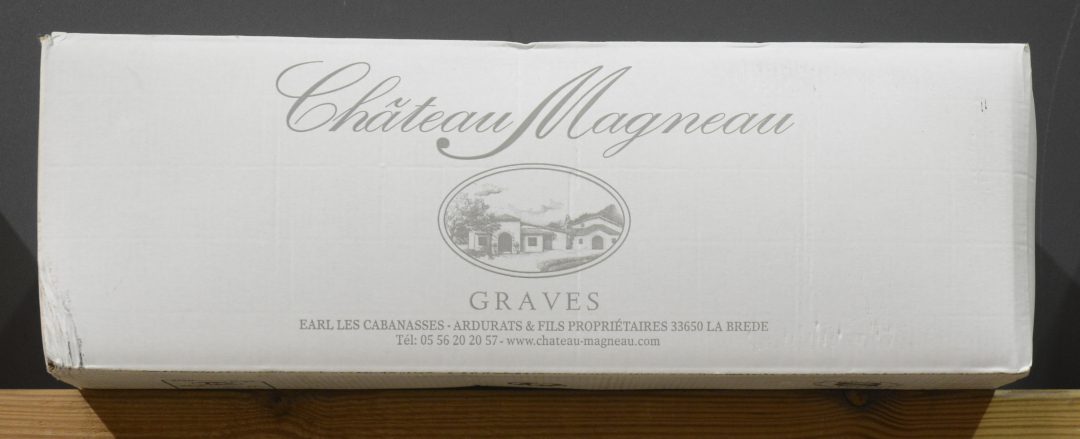 Château Magneau
GRAVES
EARL LES CABANASSES - ARDURATS & FILS PROPRIÉTAIRES 33650 LA BREDE
Tél: 05 56 20 20 57 - www.chateau-magneau.com